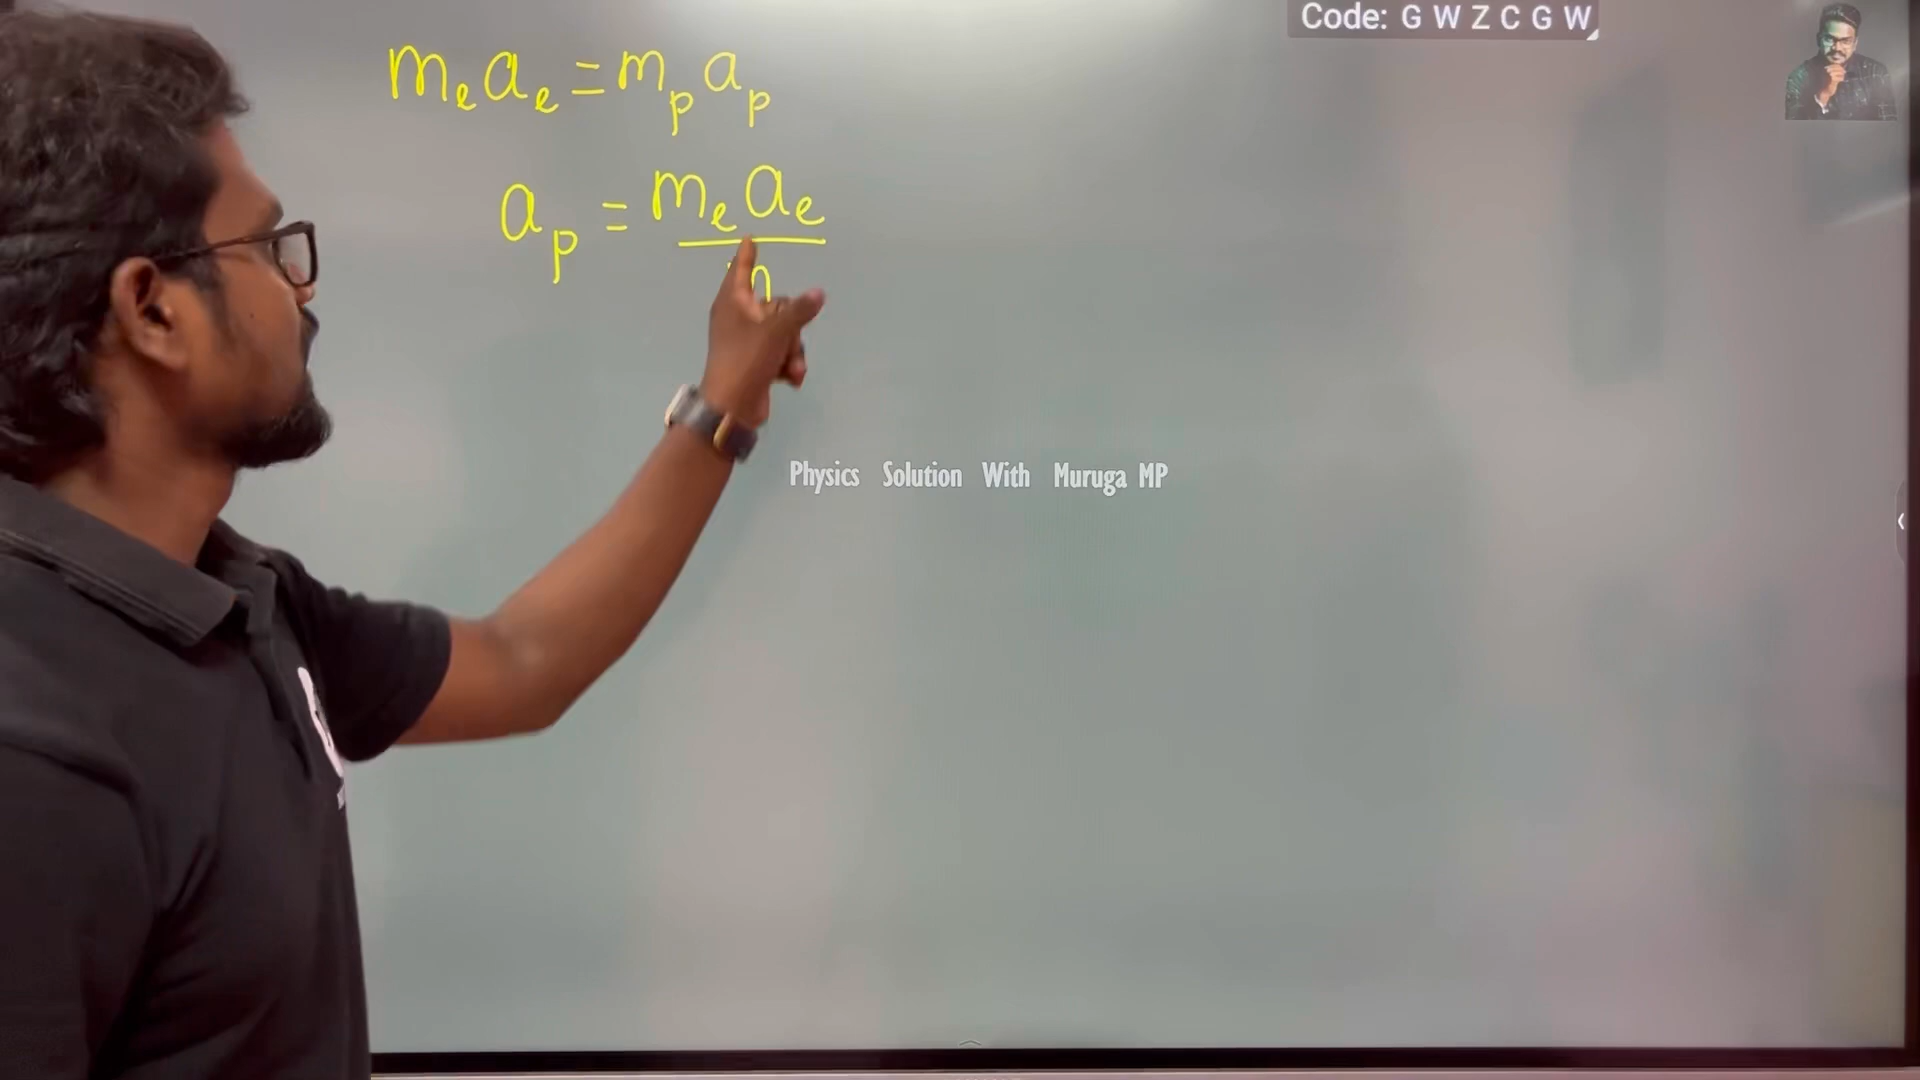 Code: G W Z C G W
mₑaₑ = mₚaₚ
aₚ = mₑaₑ
m
Physics Solution With Muruga MP